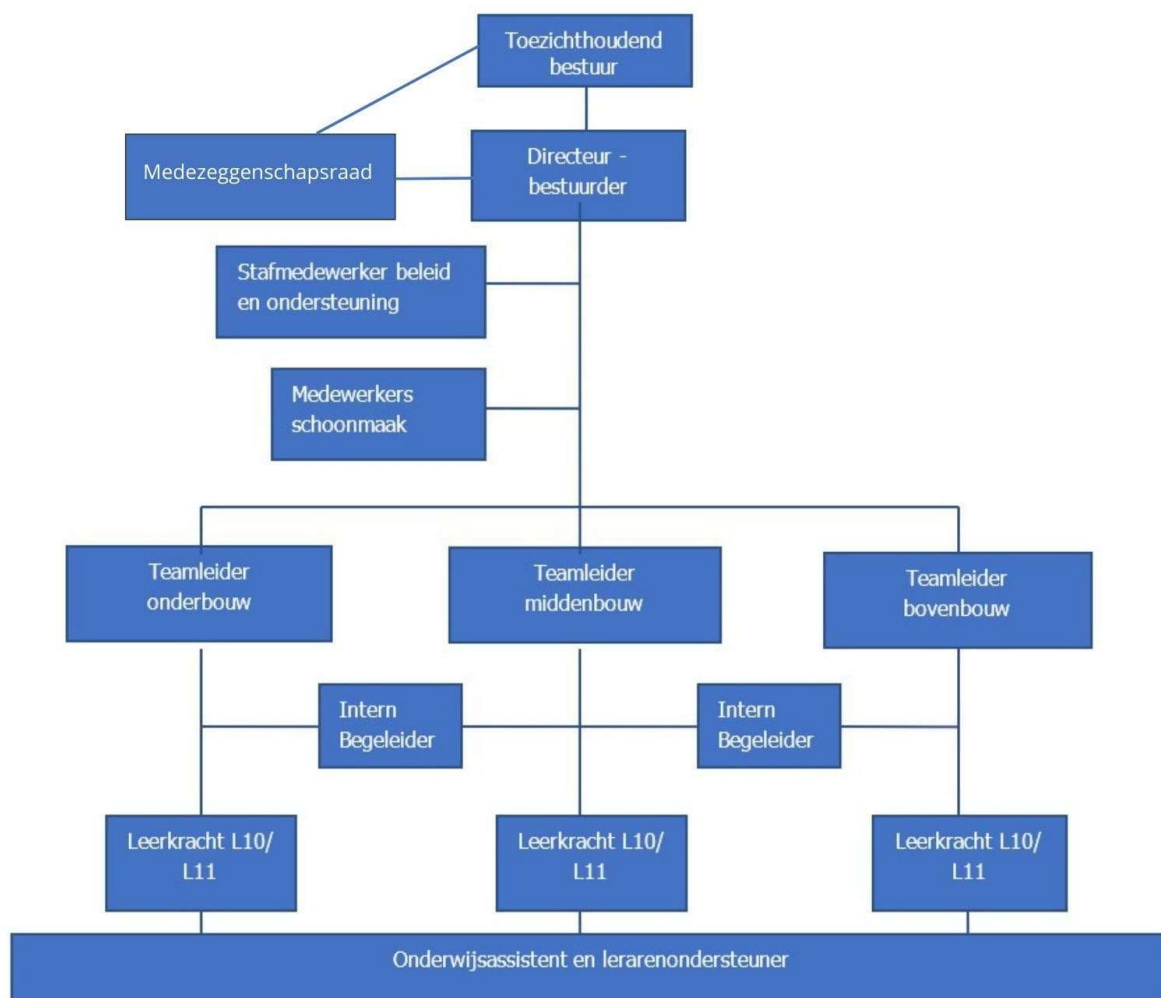 Toezichthoudend
bestuur
Medezeggenschapsraad
Directeur -
bestuurder
Stafmedewerker beleid
en ondersteuning
Medewerkers
schoonmaak
Teamleider
onderbouw
Teamleider
middenbouw
Teamleider
bovenbouw
Intern
Begeleider
Intern
Begeleider
Leerkracht L10/
L11
Leerkracht L10/
L11
Leerkracht L10/
L11
Onderwijsassistent en lerarenondersteuner